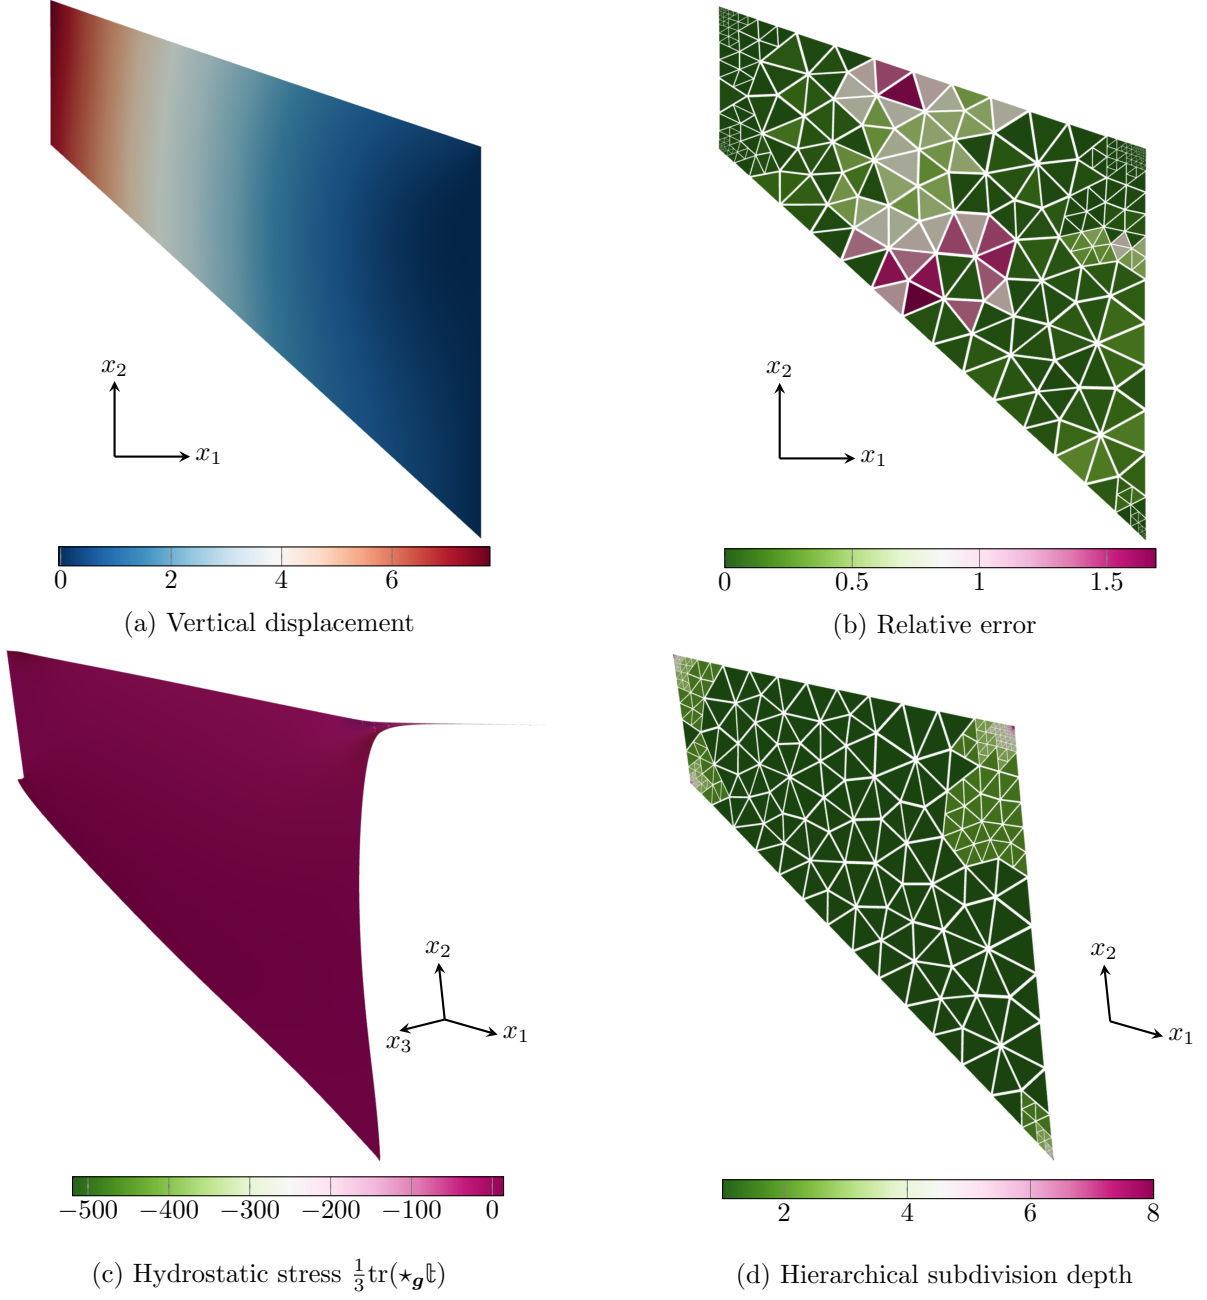 x₂
x₁
0 2 4 6
(a) Vertical displacement
x₂
x₁
0 0.5 1 1.5
(b) Relative error
x₂
x₃
x₁
−500 −400 −300 −200 −100 0
(c) Hydrostatic stress ⅓tr(⋆𝒈𝕥)
x₂
x₁
2 4 6 8
(d) Hierarchical subdivision depth